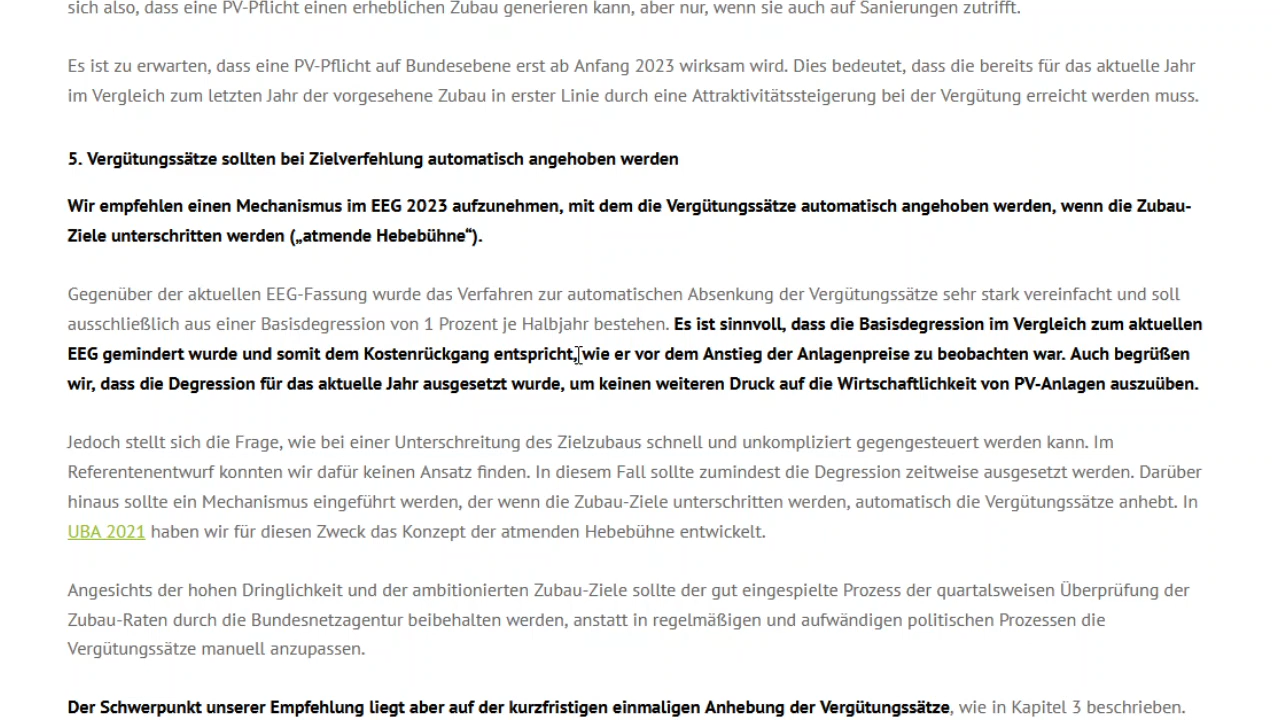 sich also, dass eine PV-Pflicht einen erheblichen Zubau generieren kann, aber nur, wenn sie auch auf Sanierungen zutrifft.
Es ist zu erwarten, dass eine PV-Pflicht auf Bundesebene erst ab Anfang 2023 wirksam wird. Dies bedeutet, dass die bereits für das aktuelle Jahr
im Vergleich zum letzten Jahr der vorgesehene Zubau in erster Linie durch eine Attraktivitätssteigerung bei der Vergütung erreicht werden muss.
5. Vergütungssätze sollten bei Zielverfehlung automatisch angehoben werden
Wir empfehlen einen Mechanismus im EEG 2023 aufzunehmen, mit dem die Vergütungssätze automatisch angehoben werden, wenn die Zubau-
Ziele unterschritten werden („atmende Hebebühne“).
Gegenüber der aktuellen EEG-Fassung wurde das Verfahren zur automatischen Absenkung der Vergütungssätze sehr stark vereinfacht und soll
ausschließlich aus einer Basisdegression von 1 Prozent je Halbjahr bestehen. Es ist sinnvoll, dass die Basisdegression im Vergleich zum aktuellen
EEG gemindert wurde und somit dem Kostenrückgang entspricht, wie er vor dem Anstieg der Anlagenpreise zu beobachten war. Auch begrüßen
wir, dass die Degression für das aktuelle Jahr ausgesetzt wurde, um keinen weiteren Druck auf die Wirtschaftlichkeit von PV-Anlagen auszuüben.
Jedoch stellt sich die Frage, wie bei einer Unterschreitung des Zielzubaus schnell und unkompliziert gegengesteuert werden kann. Im
Referentenentwurf konnten wir dafür keinen Ansatz finden. In diesem Fall sollte zumindest die Degression zeitweise ausgesetzt werden. Darüber
hinaus sollte ein Mechanismus eingeführt werden, der wenn die Zubau-Ziele unterschritten werden, automatisch die Vergütungssätze anhebt. In
UBA 2021 haben wir für diesen Zweck das Konzept der atmenden Hebebühne entwickelt.
Angesichts der hohen Dringlichkeit und der ambitionierten Zubau-Ziele sollte der gut eingespielte Prozess der quartalsweisen Überprüfung der
Zubau-Raten durch die Bundesnetzagentur beibehalten werden, anstatt in regelmäßigen und aufwändigen politischen Prozessen die
Vergütungssätze manuell anzupassen.
Der Schwerpunkt unserer Empfehlung liegt aber auf der kurzfristigen einmaligen Anhebung der Vergütungssätze, wie in Kapitel 3 beschrieben.